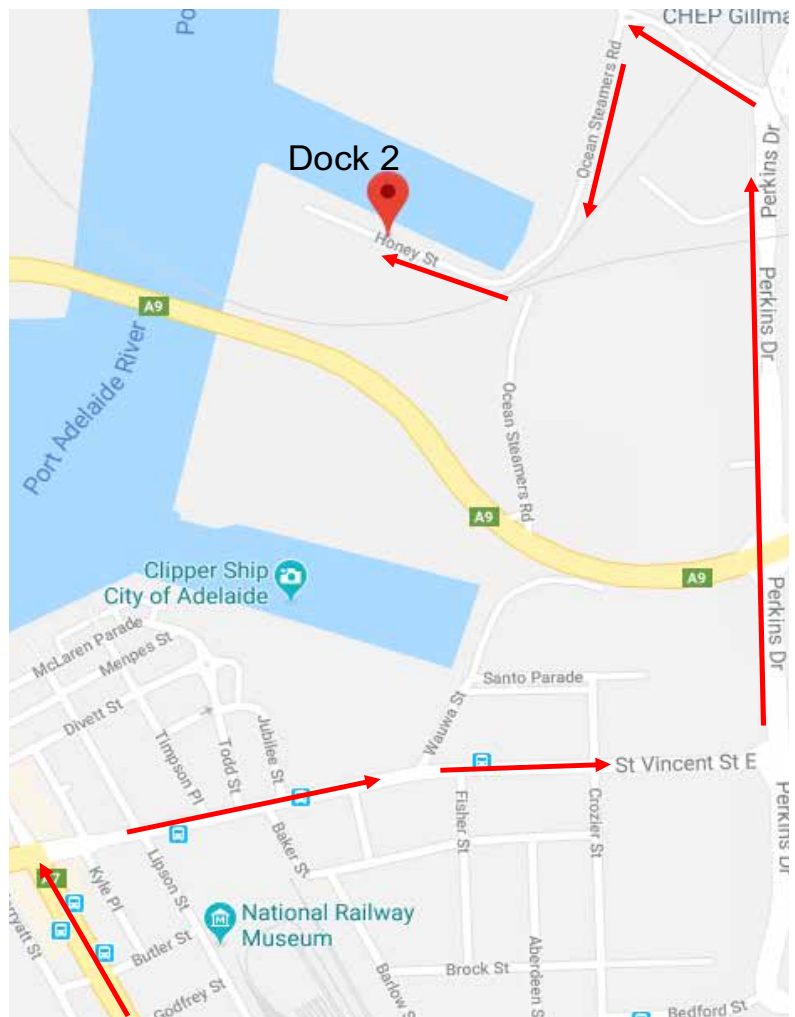 Po
CHEP Gillma
Ocean Steamers Rd
Perkins Dr
Dock 2
Honey St
Perkins Dr
A9
Port Adelaide River
Ocean Steamers Rd
A9
A9
Clipper Ship
City of Adelaide
Perkins Dr
McLaren Parade
Menpes St
Santo Parade
Divett St
Wauwa St
Jubilee St
Timpson Pl
Todd St
St Vincent St E
Perkins Dr
Fisher St
Crozier St
Baker St
Lipson St
Kyle Pl
A7
rryatt St
National Railway
Museum
Butler St
Aberdeen S
Barlow St
Brock St
Godfrey St
Bedford St